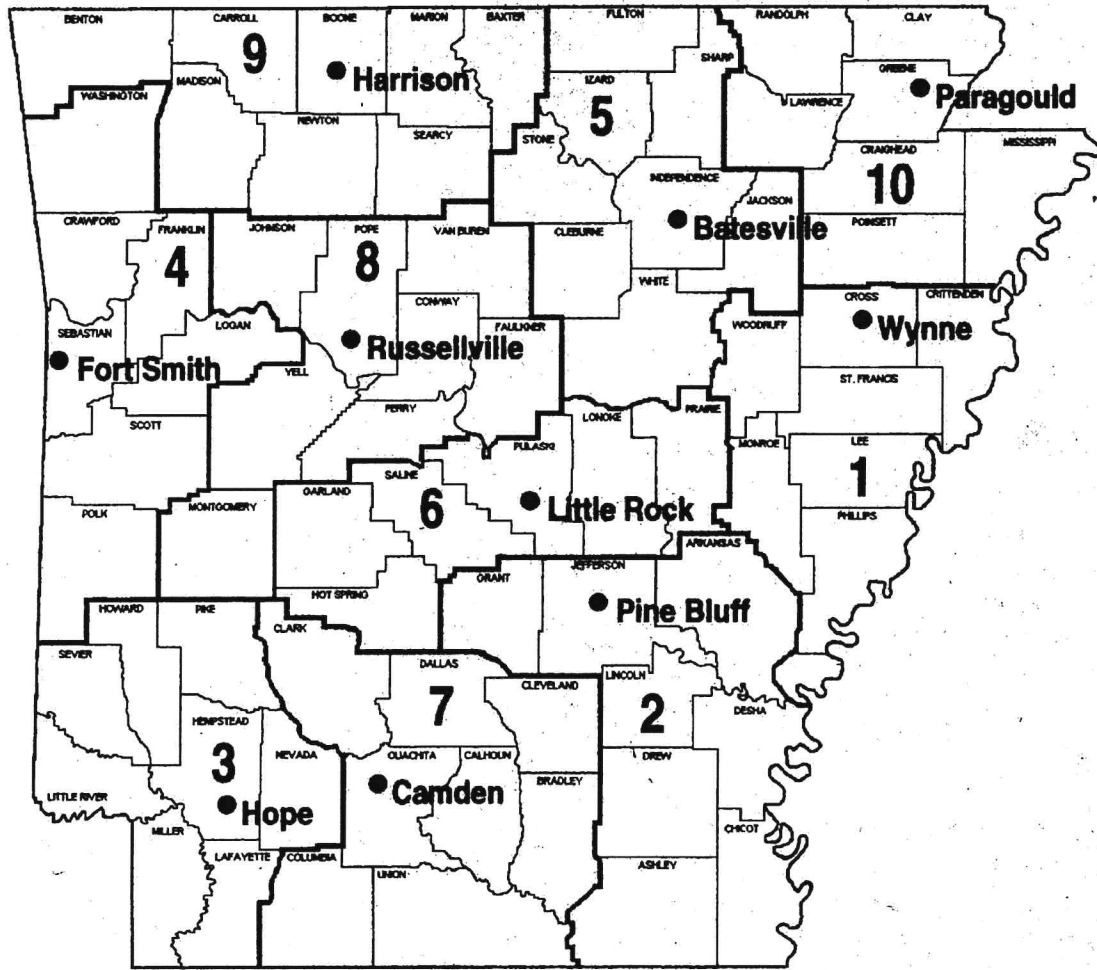 BENTON
CARROLL
BOONE
MARION
BAXTER
FULTON
RANDOLPH
CLAY
9
Harrison
MADISON
WASHINGTON
NEWTON
SEARCY
IZARD
SHARP
5
STONE
GREENE
Paragould
LAWRENCE
CRAIGHEAD
MISSISSIPPI
10
POINSETT
INDEPENDENCE
JACKSON
Batesville
CRAWFORD
FRANKLIN
4
JOHNSON
POPE
8
VAN BUREN
CLEBURNE
WHITE
CONWAY
FAULKNER
SEBASTIAN
LOGAN
Fort Smith
Russellville
YELL
WOODRUFF
CROSS
CRITTENDEN
Wynne
ST. FRANCIS
SCOTT
PERRY
PULASKI
LONOKE
PRAIRIE
MONROE
LEE
1
PHILLIPS
POLK
MONTGOMERY
GARLAND
SALINE
6
Little Rock
HOT SPRING
GRANT
JEFFERSON
ARKANSAS
Pine Bluff
HOWARD
PIKE
CLARK
SEVIER
DALLAS
7
CLEVELAND
LINCOLN
2
DESHA
HEMPSTEAD
3
NEVADA
OUACHITA
CALHOUN
BRADLEY
DREW
Hope
Camden
LITTLE RIVER
MILLER
LAFAYETTE
COLUMBIA
UNION
ASHLEY
CHICOT